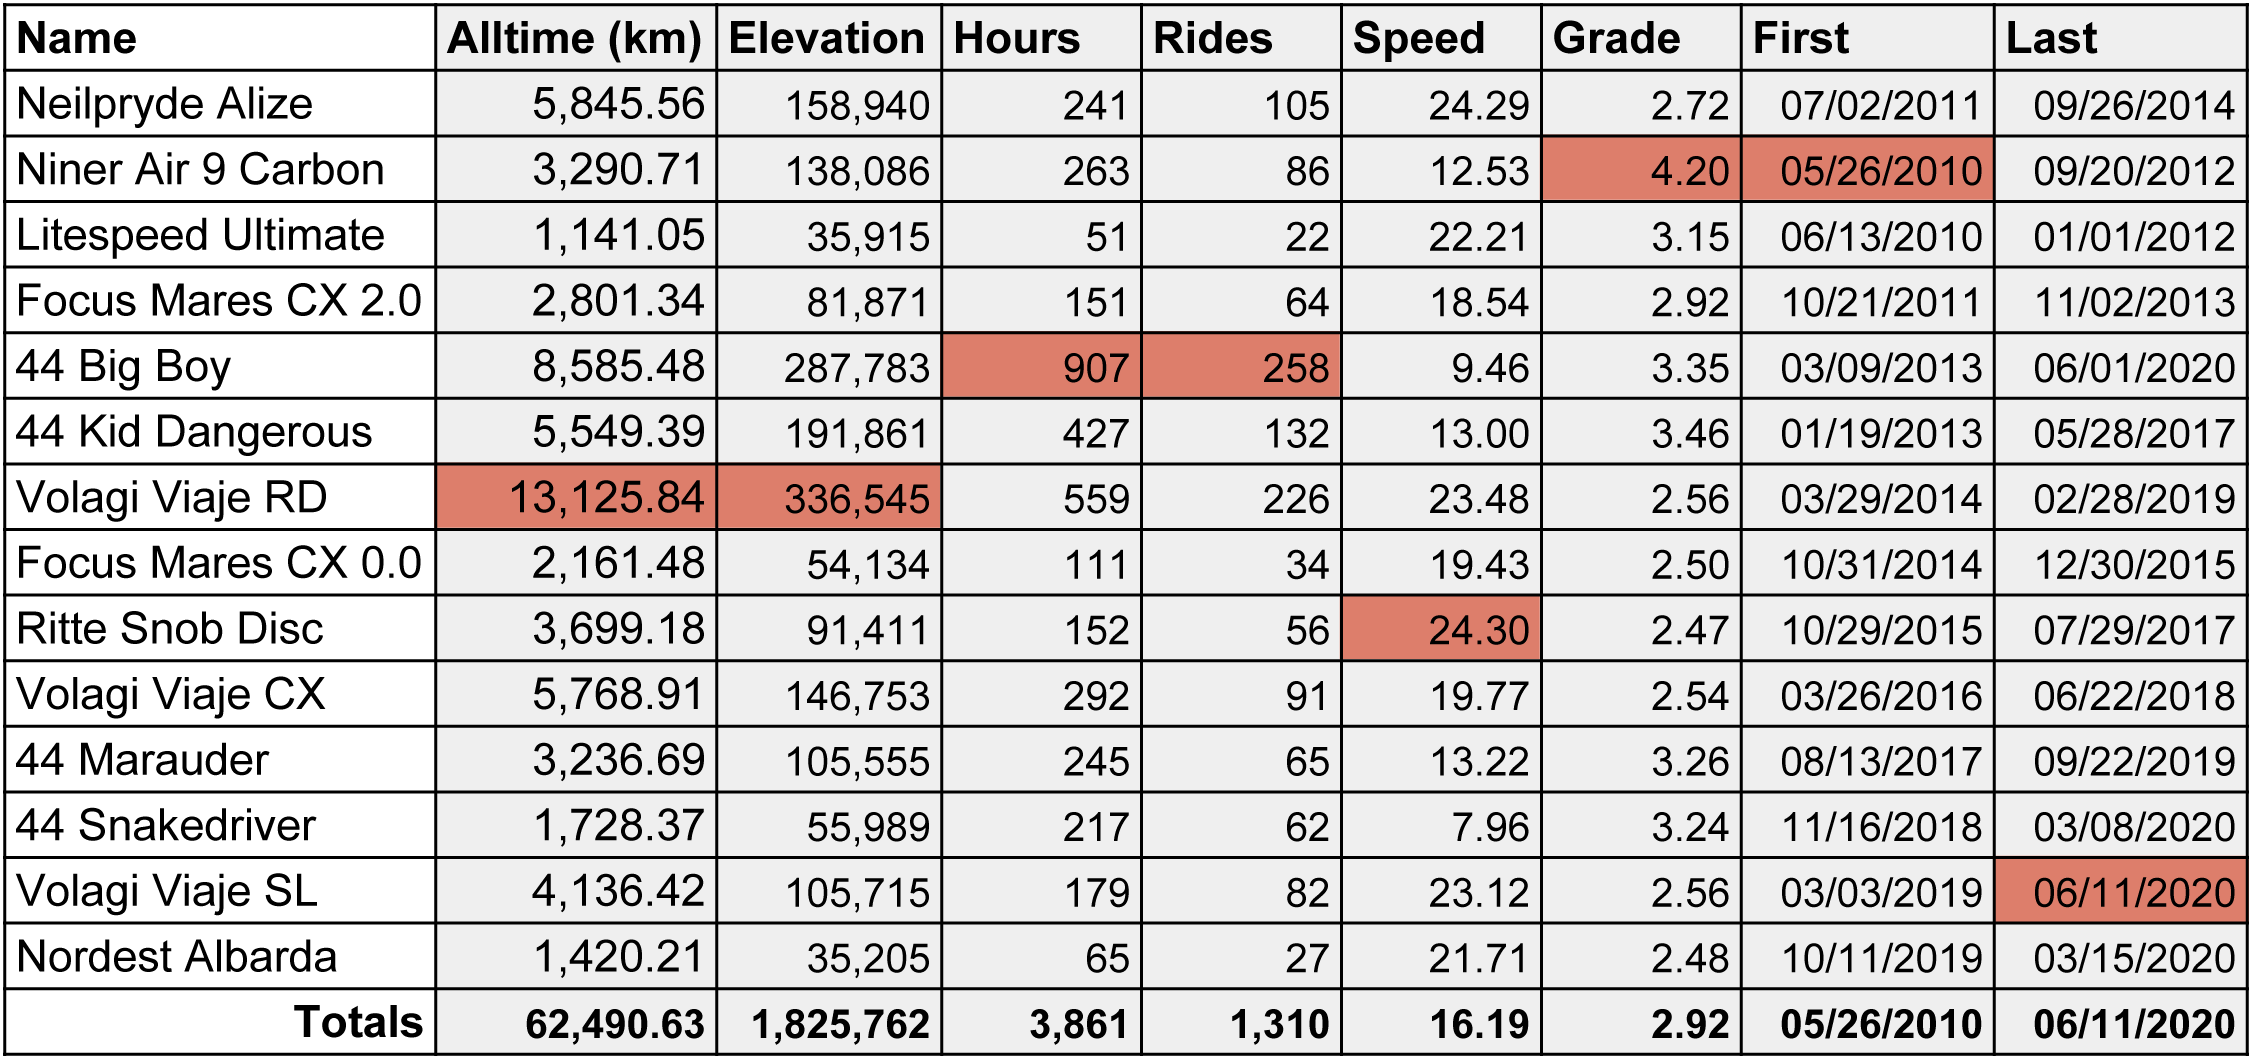 Name Alltime (km) Elevation Hours Rides Speed Grade First Last
Neilpryde Alize 5,845.56 158,940 241 105 24.29 2.72 07/02/2011 09/26/2014
Niner Air 9 Carbon 3,290.71 138,086 263 86 12.53 4.20 05/26/2010 09/20/2012
Litespeed Ultimate 1,141.05 35,915 51 22 22.21 3.15 06/13/2010 01/01/2012
Focus Mares CX 2.0 2,801.34 81,871 151 64 18.54 2.92 10/21/2011 11/02/2013
44 Big Boy 8,585.48 287,783 907 258 9.46 3.35 03/09/2013 06/01/2020
44 Kid Dangerous 5,549.39 191,861 427 132 13.00 3.46 01/19/2013 05/28/2017
Volagi Viaje RD 13,125.84 336,545 559 226 23.48 2.56 03/29/2014 02/28/2019
Focus Mares CX 0.0 2,161.48 54,134 111 34 19.43 2.50 10/31/2014 12/30/2015
Ritte Snob Disc 3,699.18 91,411 152 56 24.30 2.47 10/29/2015 07/29/2017
Volagi Viaje CX 5,768.91 146,753 292 91 19.77 2.54 03/26/2016 06/22/2018
44 Marauder 3,236.69 105,555 245 65 13.22 3.26 08/13/2017 09/22/2019
44 Snakedriver 1,728.37 55,989 217 62 7.96 3.24 11/16/2018 03/08/2020
Volagi Viaje SL 4,136.42 105,715 179 82 23.12 2.56 03/03/2019 06/11/2020
Nordest Albarda 1,420.21 35,205 65 27 21.71 2.48 10/11/2019 03/15/2020
Totals 62,490.63 1,825,762 3,861 1,310 16.19 2.92 05/26/2010 06/11/2020